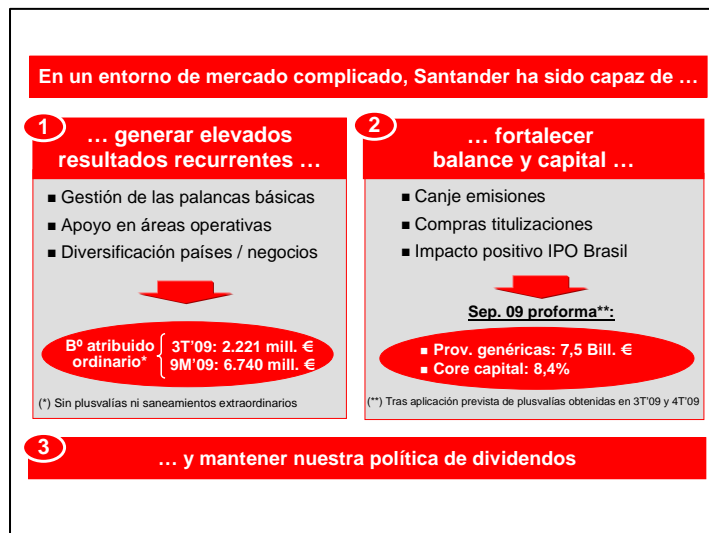 En un entorno de mercado complicado, Santander ha sido capaz de …
1
… generar elevados
resultados recurrentes …
■ Gestión de las palancas básicas
■ Apoyo en áreas operativas
■ Diversificación países / negocios
Bº atribuido
ordinario*
3T'09: 2.221 mill. €
9M'09: 6.740 mill. €
(*) Sin plusvalías ni saneamientos extraordinarios
2
… fortalecer
balance y capital …
■ Canje emisiones
■ Compras titulizaciones
■ Impacto positivo IPO Brasil
Sep. 09 proforma**:
■ Prov. genéricas: 7,5 Bill. €
■ Core capital: 8,4%
(**) Tras aplicación prevista de plusvalías obtenidas en 3T'09 y 4T'09
3
… y mantener nuestra política de dividendos